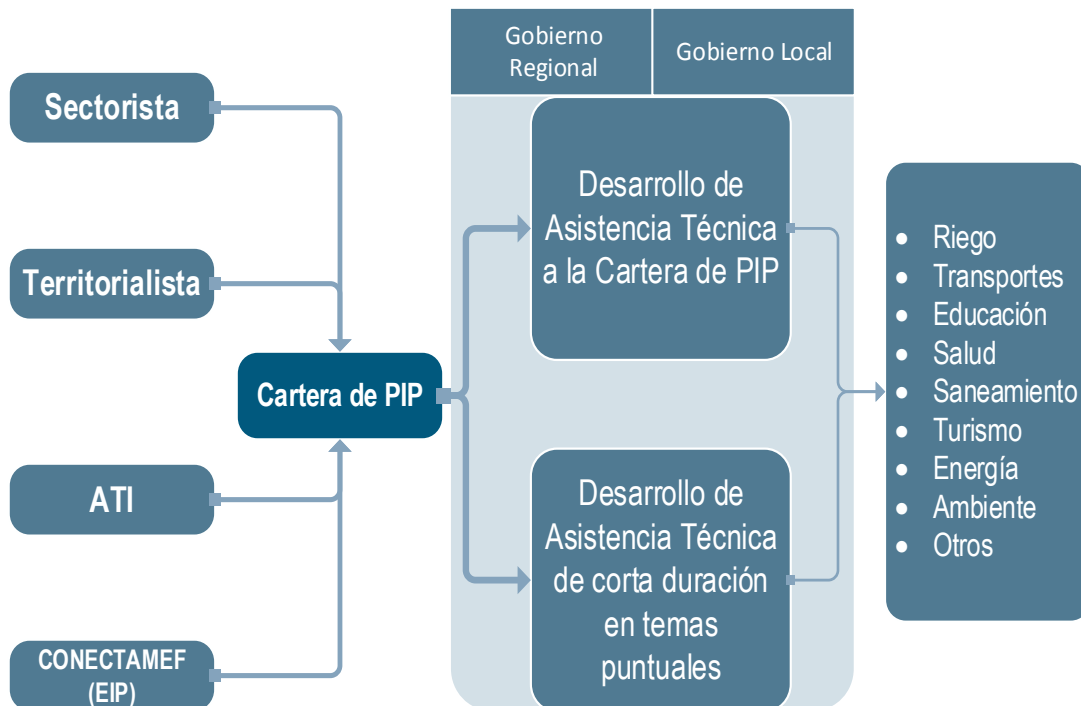 Sectorista
Territorialista
ATI
CONECTAMEF
(EIP)
Cartera de PIP
Gobierno
Regional
Gobierno Local
Desarrollo de
Asistencia Técnica
a la Cartera de PIP
Desarrollo de
Asistencia Técnica
de corta duración
en temas
puntuales
• Riego
• Transportes
• Educación
• Salud
• Saneamiento
• Turismo
• Energía
• Ambiente
• Otros